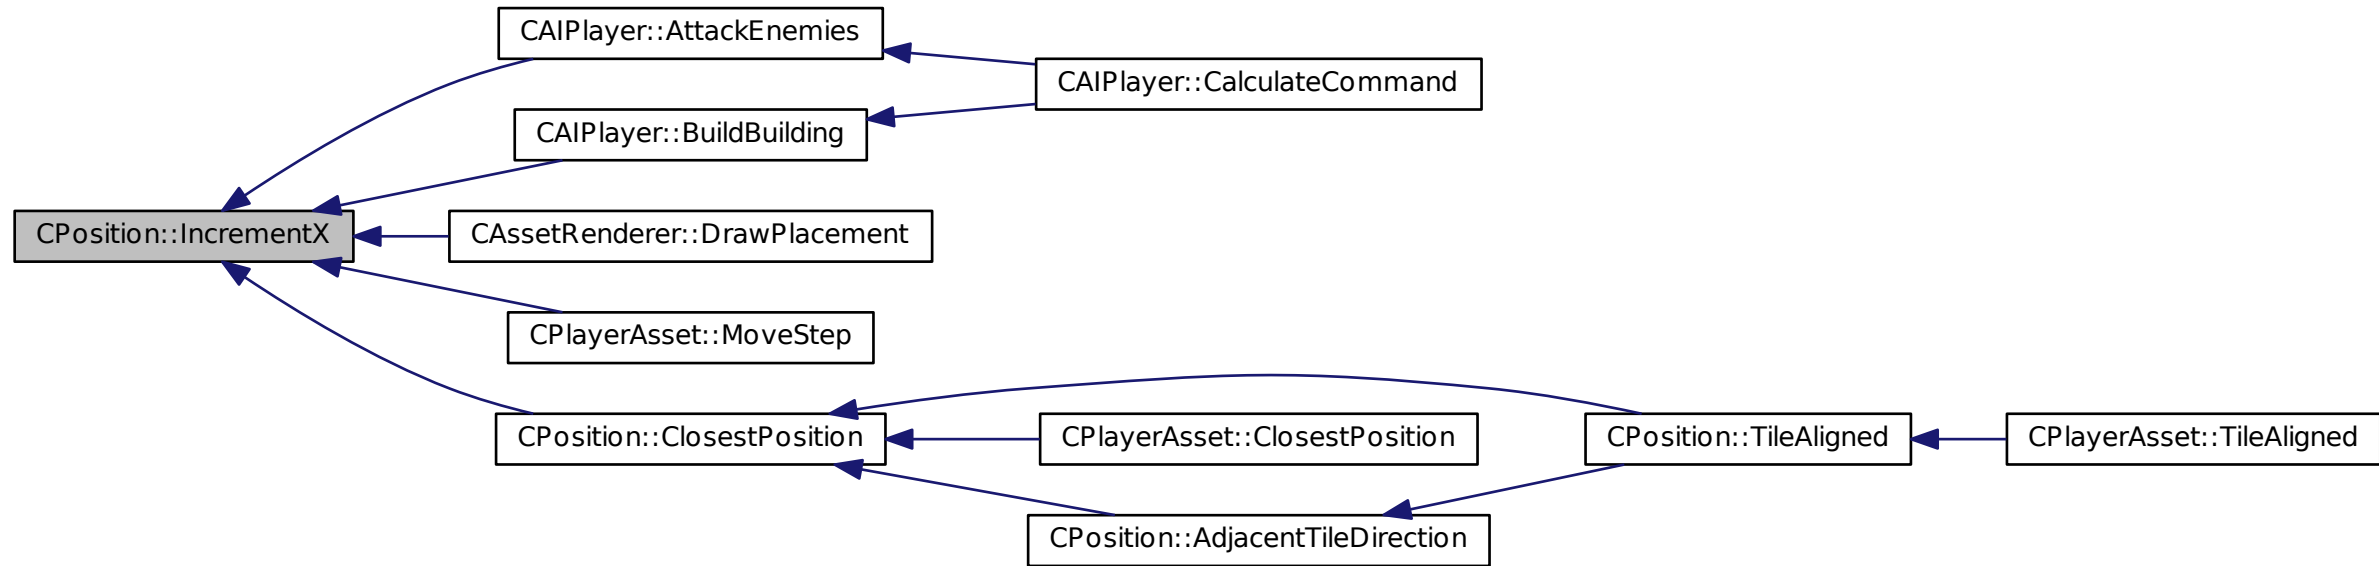 CAIPlayer::AttackEnemies
CAIPlayer::CalculateCommand
CAIPlayer::BuildBuilding
CPosition::IncrementX
CAssetRenderer::DrawPlacement
CPlayerAsset::MoveStep
CPosition::ClosestPosition
CPlayerAsset::ClosestPosition
CPosition::TileAligned
CPlayerAsset::TileAligned
CPosition::AdjacentTileDirection